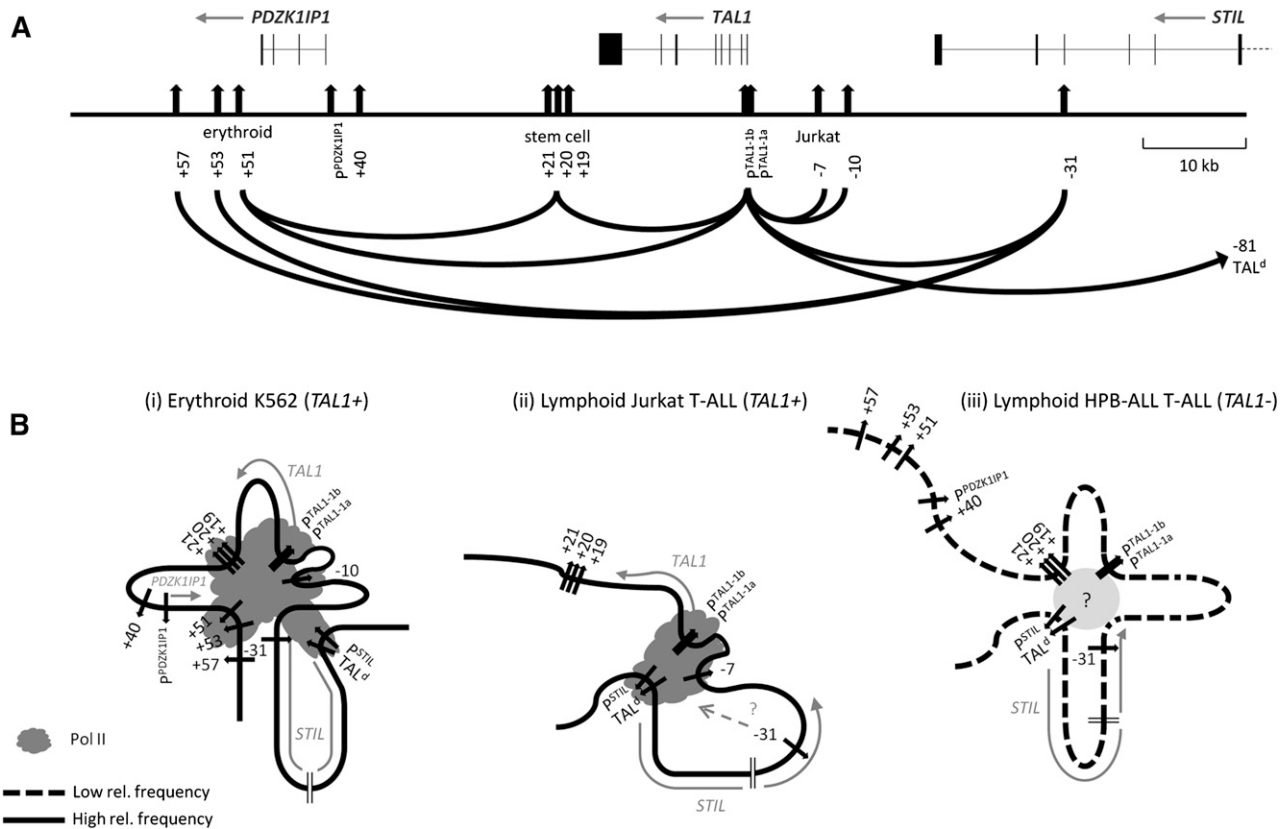 A
PDZK1IP1
TAL1
STIL
erythroid
stem cell
Jurkat
10 kb
+57
+53
+51
pPDZK1IP1
+40
+21
+20
+19
pTAL1-1b
pTAL1-1a
-7
-10
-31
-81
TALd
B
(i) Erythroid K562 (TAL1+)
(ii) Lymphoid Jurkat T-ALL (TAL1+)
(iii) Lymphoid HPB-ALL T-ALL (TAL1-)
TAL1
pTAL1-1b
pTAL1-1a
+19
+20
+21
-10
PDZK1IP1
+40
pPDZK1IP1
+51
+53
+57
-31
pSTIL
TALd
STIL
+21
+20
+19
TAL1
pTAL1-1b
pTAL1-1a
-7
pSTIL
TALd
?
-31
STIL
+57
+53
+51
pPDZK1IP1
+40
+19
+20
+21
pTAL1-1b
pTAL1-1a
?
pSTIL
TALd
-31
STIL
Pol II
Low rel. frequency
High rel. frequency